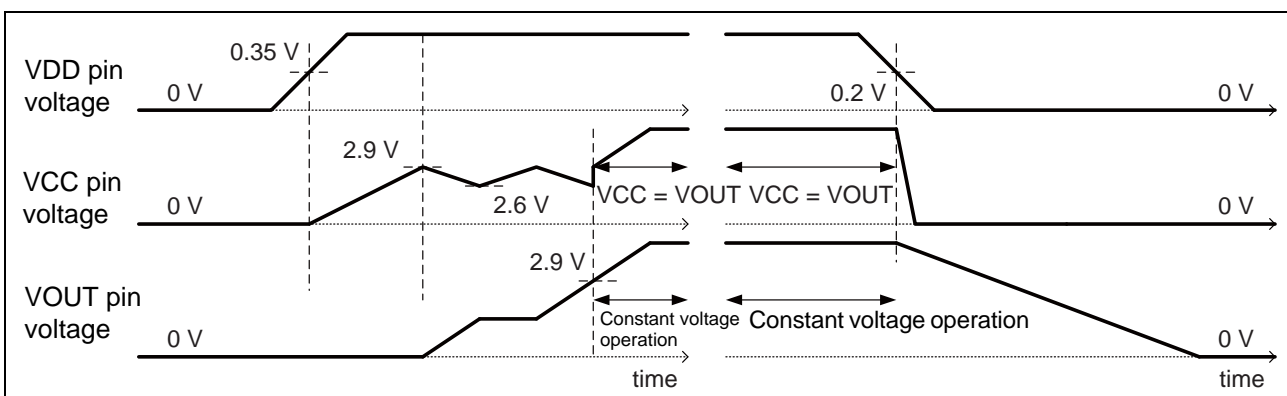 0.35 V
VDD pin
voltage
0 V
0.2 V
0 V
2.9 V
VCC pin
voltage
VCC = VOUT VCC = VOUT
2.6 V
0 V
0 V
2.9 V
VOUT pin
voltage
Constant voltage
operation
Constant voltage operation
0 V
0 V
time
time